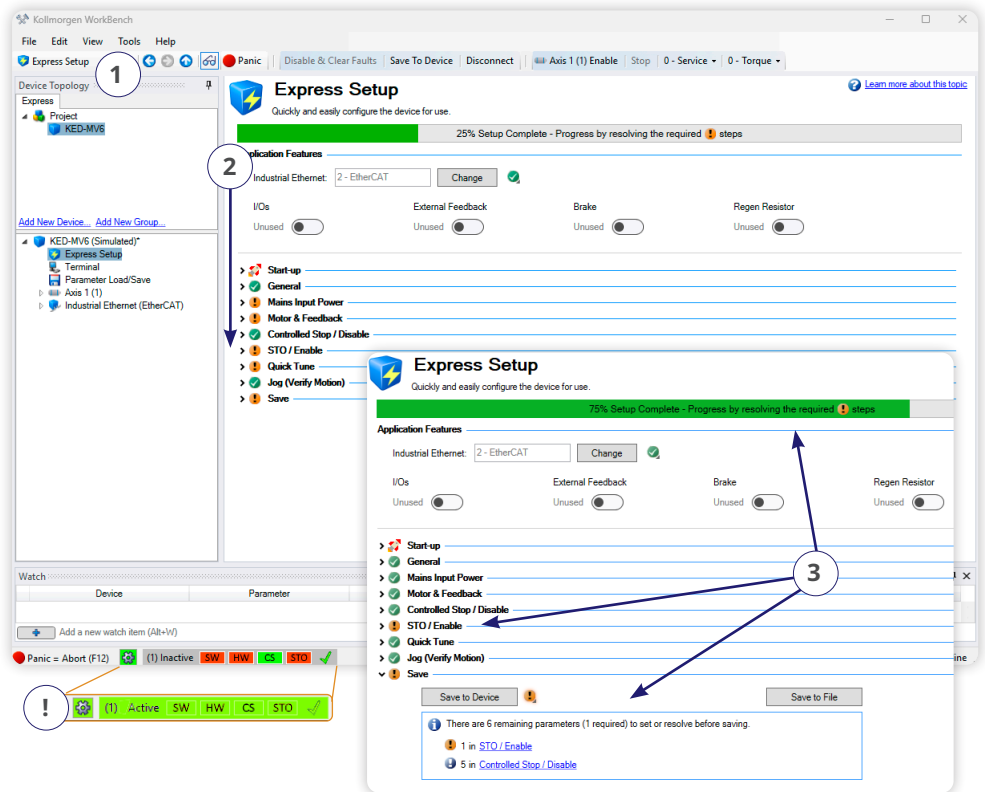 Kollmorgen WorkBench
File Edit View Tools Help
Express Setup
1
Panic Disable & Clear Faults Save To Device Disconnect Axis 1 (1) Enable Stop 0 - Service 0 - Torque
Device Topology
Express
Project
KED-MV6
Add New Device... Add New Group...
KED-MV6 (Simulated)*
Express Setup
Terminal
Parameter Load/Save
Axis 1 (1)
Industrial Ethernet (EtherCAT)
Express Setup
Learn more about this topic
Quickly and easily configure the device for use.
25% Setup Complete - Progress by resolving the required ! steps
2
plication Features
Industrial Ethernet: 2 - EtherCAT Change
I/Os External Feedback Brake Regen Resistor
Unused Unused Unused Unused
Start-up
General
! Mains Input Power
! Motor & Feedback
Controlled Stop / Disable
! STO / Enable
! Quick Tune
Jog (Verify Motion)
! Save
Express Setup
Quickly and easily configure the device for use.
75% Setup Complete - Progress by resolving the required ! steps
Application Features
Industrial Ethernet: 2 - EtherCAT Change
I/Os External Feedback Brake Regen Resistor
Unused Unused Unused Unused
3
Start-up
General
Mains Input Power
Motor & Feedback
Controlled Stop / Disable
! STO / Enable
Quick Tune
Jog (Verify Motion)
! Save
Save to Device ! Save to File
There are 6 remaining parameters (1 required) to set or resolve before saving.
! 1 in STO / Enable
! 5 in Controlled Stop / Disable
Watch
Device Parameter
Add a new watch item (Alt+W)
Panic = Abort (F12) (1) Inactive SW HW CS STO
ine
! (1) Active SW HW CS STO